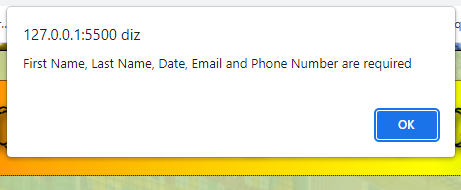 127.0.0.1:5500 diz
First Name, Last Name, Date, Email and Phone Number are required
OK